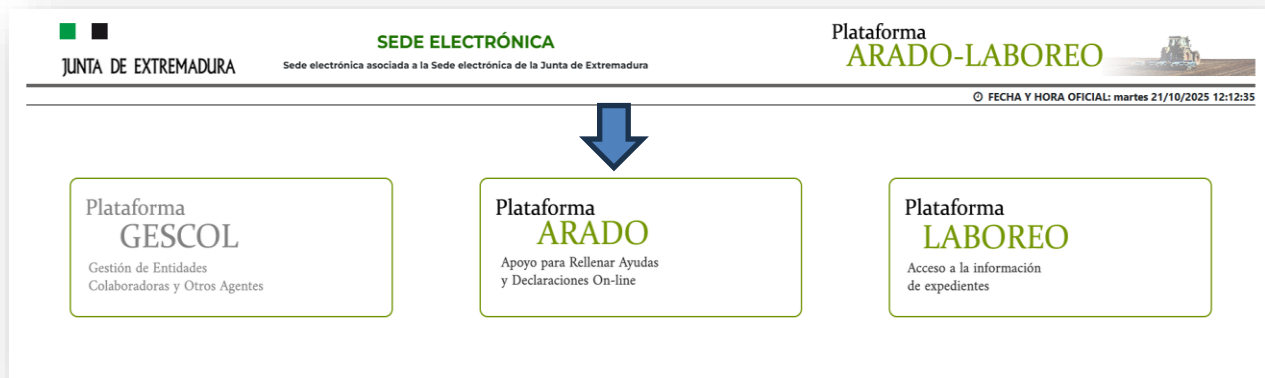 JUNTA DE EXTREMADURA
SEDE ELECTRÓNICA
Sede electrónica asociada a la Sede electrónica de la Junta de Extremadura
Plataforma
ARADO-LABOREO
FECHA Y HORA OFICIAL: martes 21/10/2025 12:12:35
Plataforma
GESCOL
Gestión de Entidades
Colaboradoras y Otros Agentes
Plataforma
ARADO
Apoyo para Rellenar Ayudas
y Declaraciones On-line
Plataforma
LABOREO
Acceso a la información
de expedientes